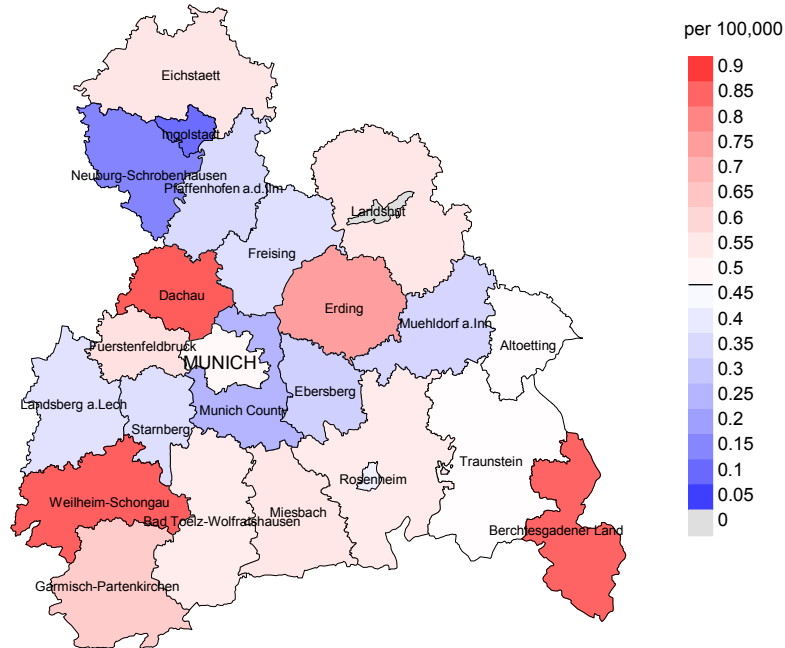 per 100,000
0.9
0.85
0.8
0.75
0.7
0.65
0.6
0.55
0.5
0.45
0.4
0.35
0.3
0.25
0.2
0.15
0.1
0.05
0
Eichstaett
Ingolstadt
Neuburg-Schrobenhausen
Pfaffenhofen a.d.Ilm
Landshut
Freising
Dachau
Erding
Muehldorf a.Inn
Altoetting
Fuerstenfeldbruck
MUNICH
Ebersberg
Landsberg a.Lech
Munich County
Starnberg
Traunstein
Rosenheim
Weilheim-Schongau
Miesbach
Bad Toelz-Wolfratshausen
Berchtesgadener Land
Garmisch-Partenkirchen